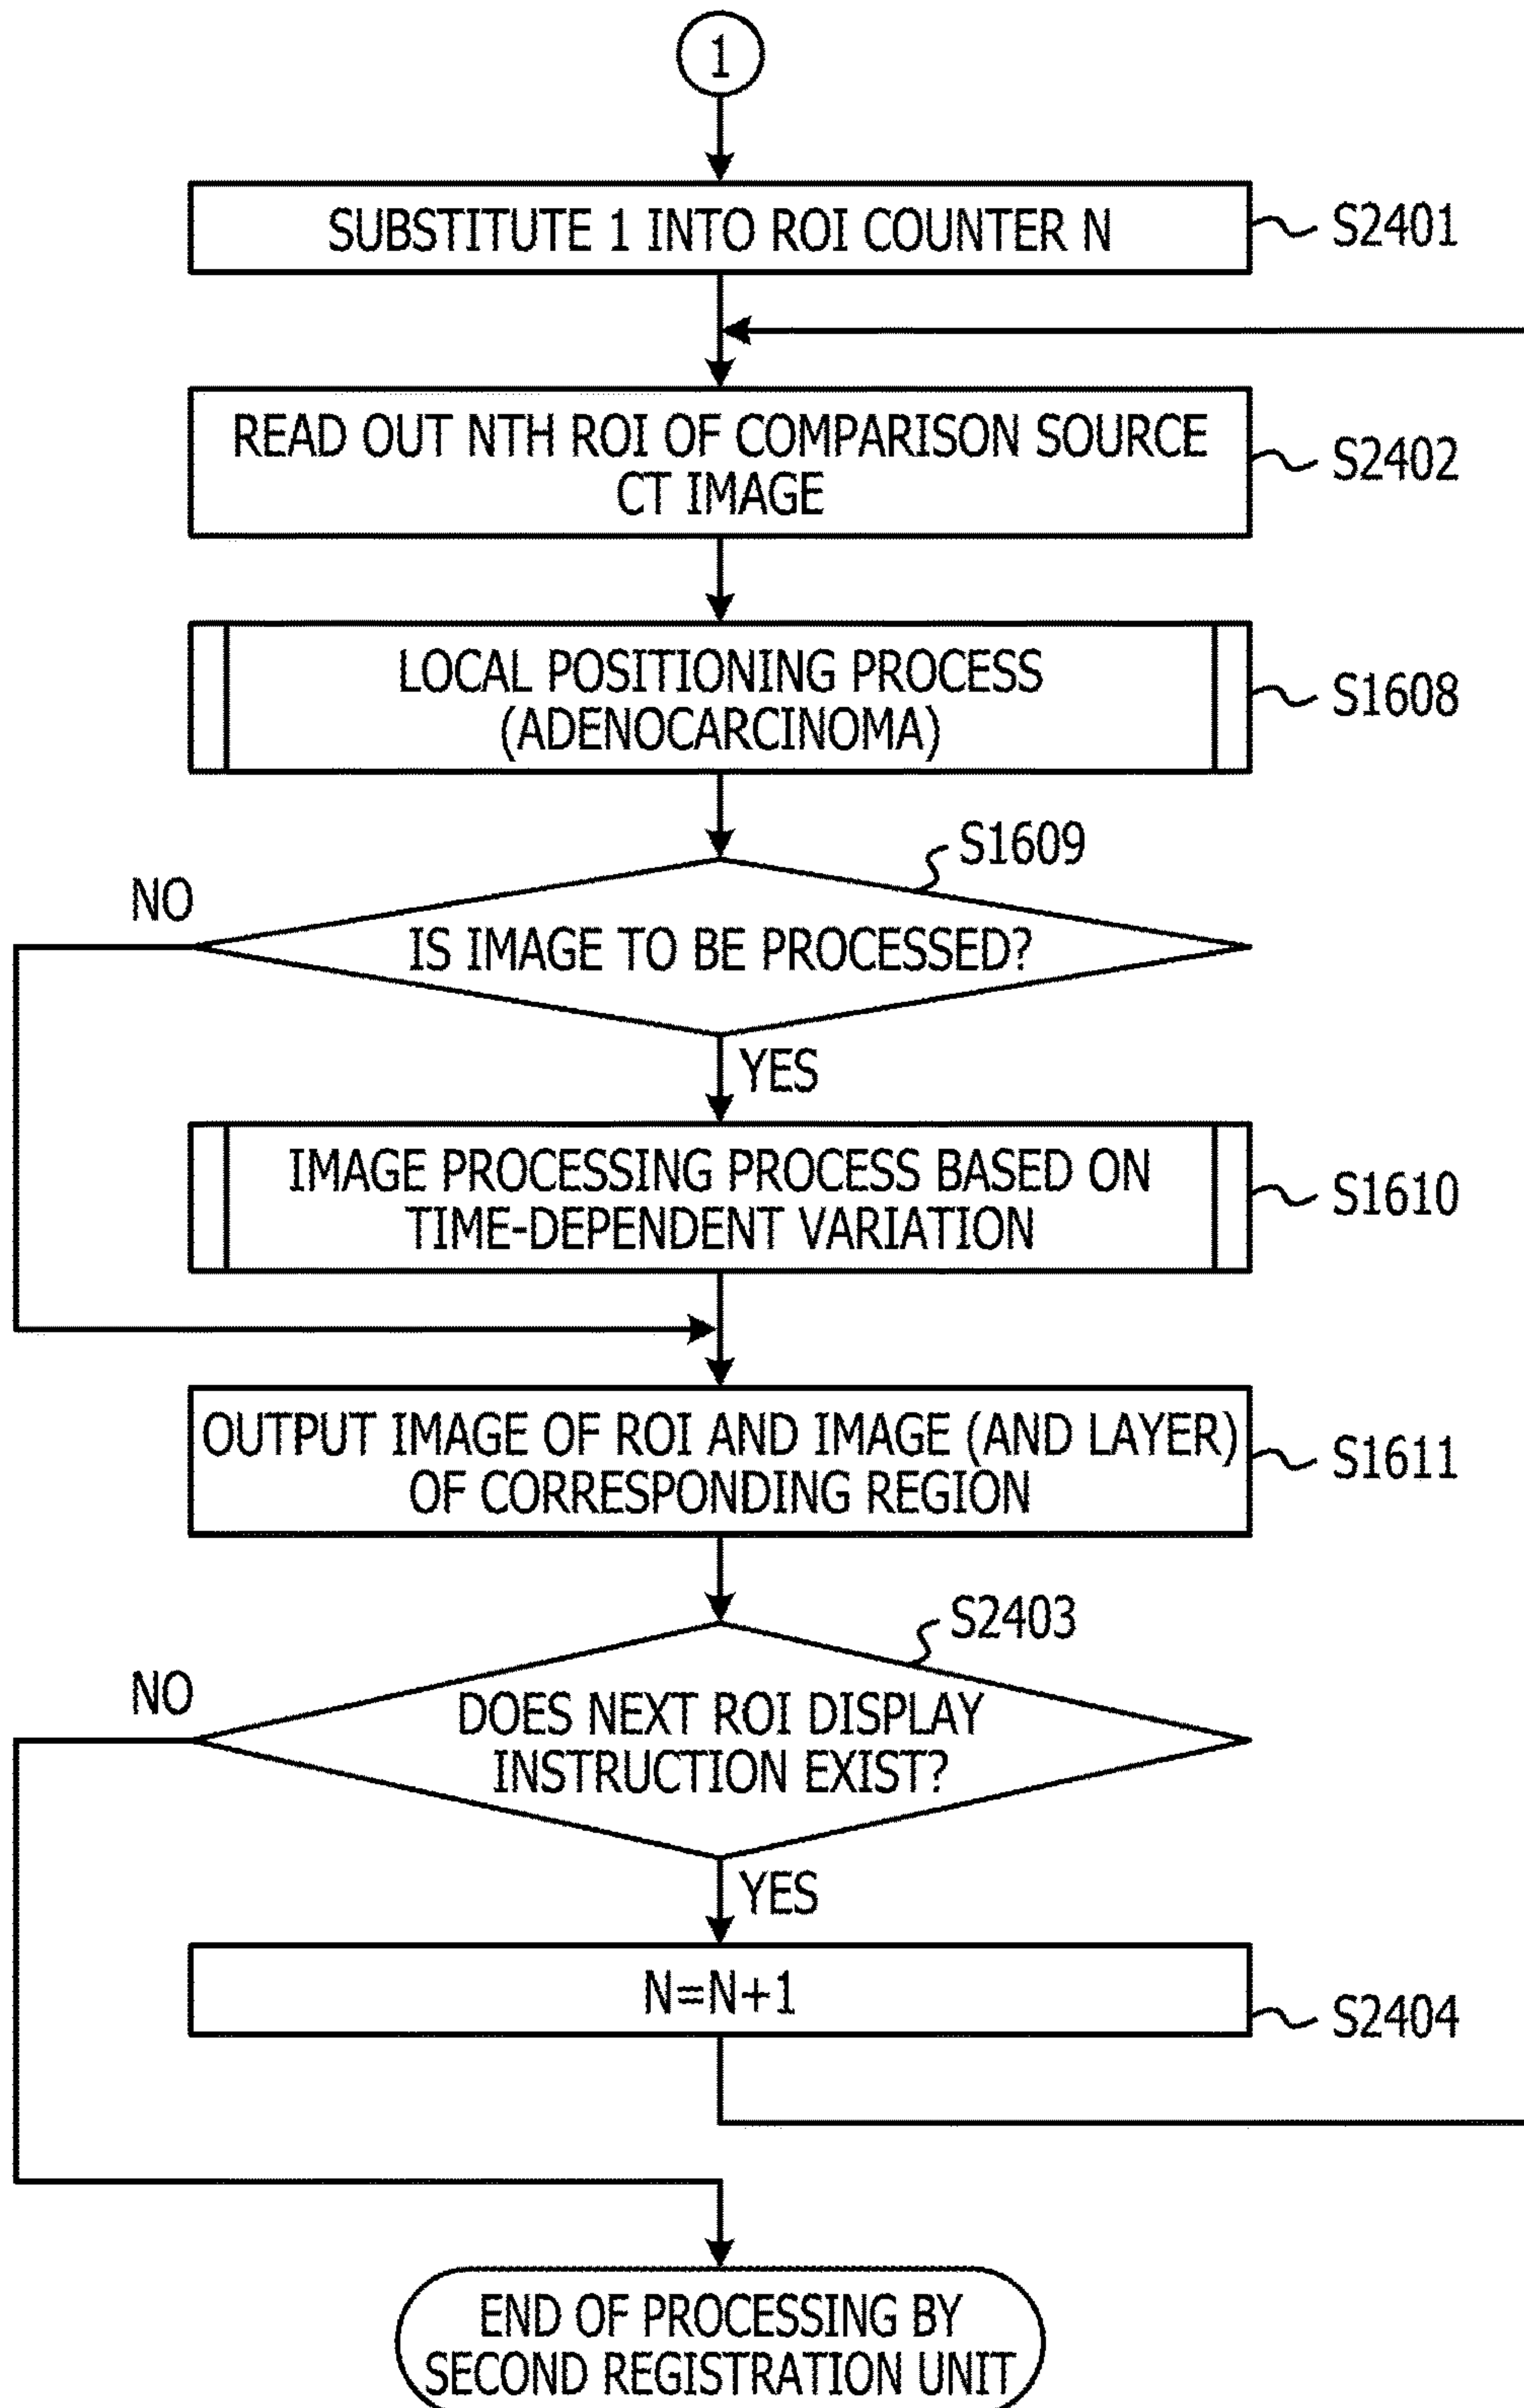 1
SUBSTITUTE 1 INTO ROI COUNTER N
S2401
READ OUT NTH ROI OF COMPARISON SOURCE
CT IMAGE
S2402
LOCAL POSITIONING PROCESS
(ADENOCARCINOMA)
S1608
S1609
NO
IS IMAGE TO BE PROCESSED?
YES
IMAGE PROCESSING PROCESS BASED ON
TIME-DEPENDENT VARIATION
S1610
OUTPUT IMAGE OF ROI AND IMAGE (AND LAYER)
OF CORRESPONDING REGION
S1611
S2403
NO
DOES NEXT ROI DISPLAY
INSTRUCTION EXIST?
YES
N=N+1
S2404
END OF PROCESSING BY
SECOND REGISTRATION UNIT